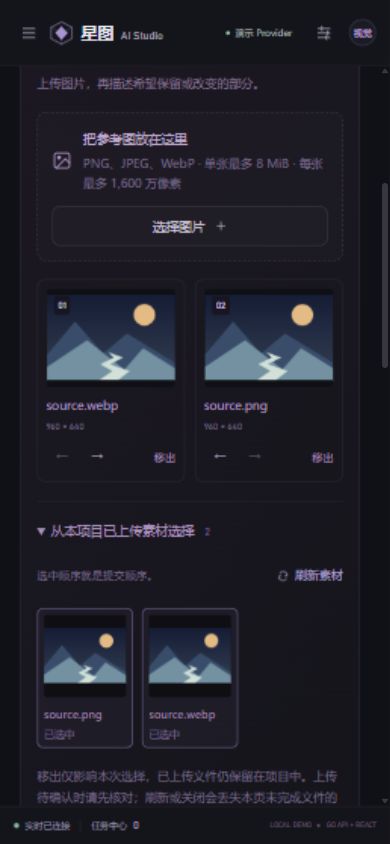 星图 AI Studio 演示 Provider 视觉
上传图片，再描述希望保留或改变的部分。
把参考图放在这里
PNG、JPEG、WebP · 单张最多 8 MiB · 每张
最多 1,600 万像素
选择图片 +
01
02
source.webp
960 × 640
← → 移出
source.png
960 × 640
← → 移出
▼ 从本项目已上传素材选择 2
选中顺序就是提交顺序。
刷新素材
source.png
已选中
source.webp
已选中
移出仅影响本次选择，已上传文件仍保留在项目中。上传
待确认时请先核对；刷新或关闭会丢失本页未完成文件的
实时已连接 任务中心 0 LOCAL DEMO GO API + REACT